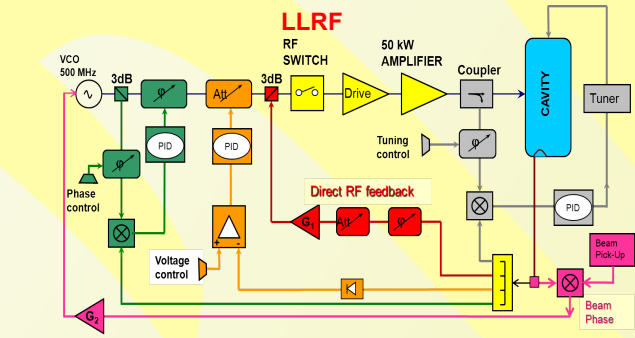 LLRF
VCO
500 MHz
3dB
φ
Att
3dB
RF
SWITCH
Drive
50 kW
AMPLIFIER
Coupler
CAVITY
Tuner
PID
PID
Tuning
control
φ
φ
Phase
control
Direct RF feedback
G1
Att
φ
PID
+ -
Voltage
control
Beam
Pick-Up
Beam
Phase
G2